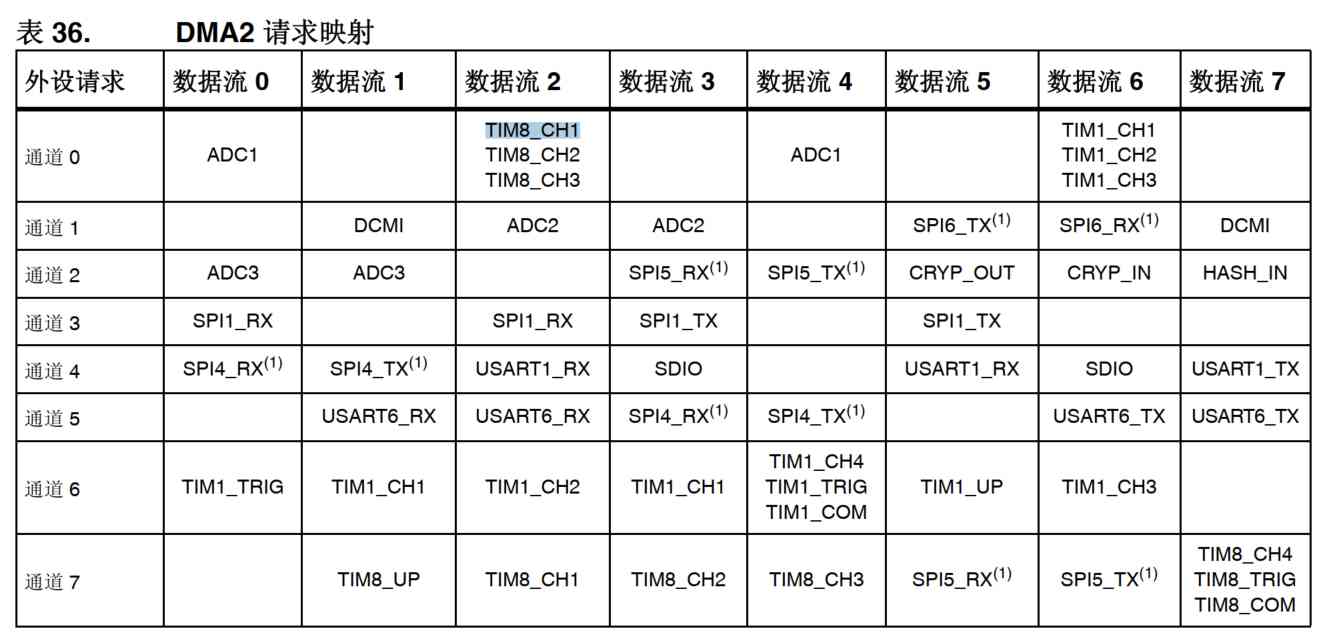 表 36. DMA2 请求映射
外设请求 数据流 0 数据流 1 数据流 2 数据流 3 数据流 4 数据流 5 数据流 6 数据流 7
通道 0 ADC1 TIM8_CH1 TIM8_CH2 TIM8_CH3 ADC1 TIM1_CH1 TIM1_CH2 TIM1_CH3
通道 1 DCMI ADC2 ADC2 SPI6_TX(1) SPI6_RX(1) DCMI
通道 2 ADC3 ADC3 SPI5_RX(1) SPI5_TX(1) CRYP_OUT CRYP_IN HASH_IN
通道 3 SPI1_RX SPI1_RX SPI1_TX SPI1_TX
通道 4 SPI4_RX(1) SPI4_TX(1) USART1_RX SDIO USART1_RX SDIO USART1_TX
通道 5 USART6_RX USART6_RX SPI4_RX(1) SPI4_TX(1) USART6_TX USART6_TX
通道 6 TIM1_TRIG TIM1_CH1 TIM1_CH2 TIM1_CH1 TIM1_CH4 TIM1_TRIG TIM1_COM TIM1_UP TIM1_CH3
通道 7 TIM8_UP TIM8_CH1 TIM8_CH2 TIM8_CH3 SPI5_RX(1) SPI5_TX(1) TIM8_CH4 TIM8_TRIG TIM8_COM